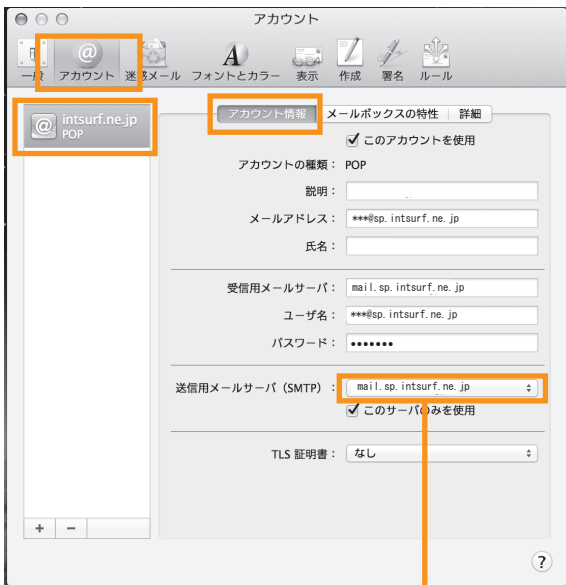 アカウント
一般 アカウント 迷惑メール フォントとカラー 表示 作成 署名 ルール
intsurf.ne.jp
POP
アカウント情報 メールボックスの特性 詳細
このアカウントを使用
アカウントの種類： POP
説明：
メールアドレス： ***@sp.intsurf.ne.jp
氏名：
受信用メールサーバ： mail.sp.intsurf.ne.jp
ユーザ名： ***@sp.intsurf.ne.jp
パスワード： •••••••
送信用メールサーバ（SMTP）： mail.sp.intsurf.ne.jp
このサーバのみを使用
TLS 証明書： なし
+ −
?